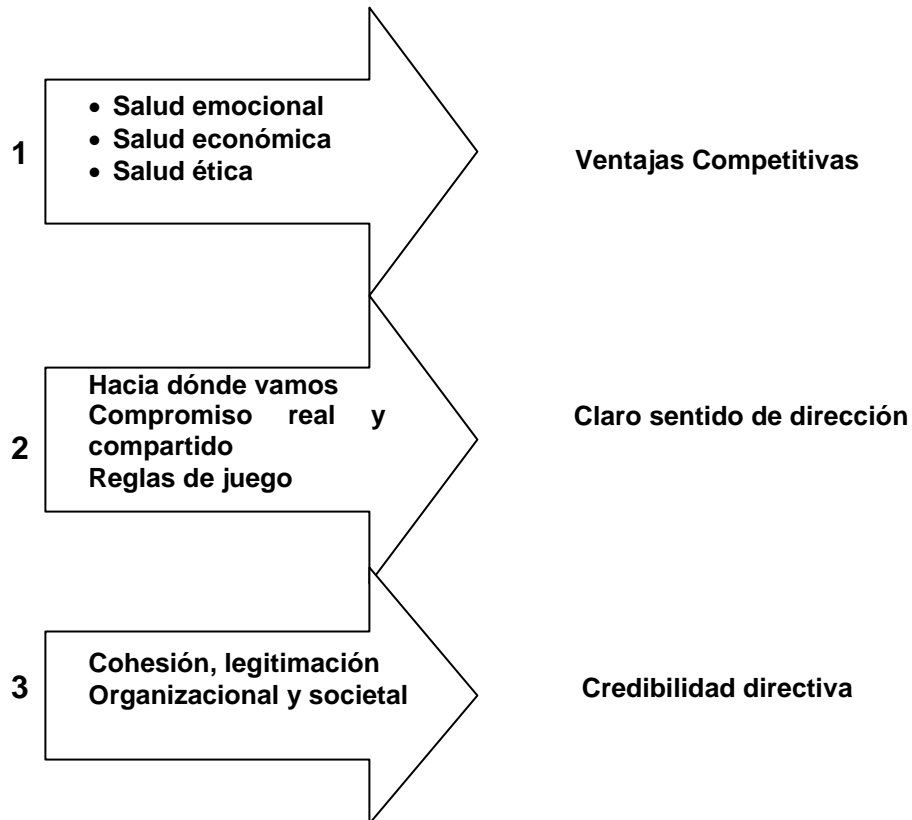 1
• Salud emocional
• Salud económica
• Salud ética
Ventajas Competitivas
2
Hacia dónde vamos
Compromiso real y
compartido
Reglas de juego
Claro sentido de dirección
3
Cohesión, legitimación
Organizacional y societal
Credibilidad directiva